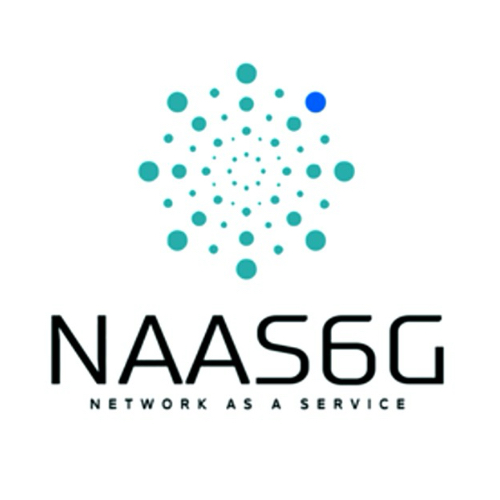 NAAS6G
NETWORK AS A SERVICE